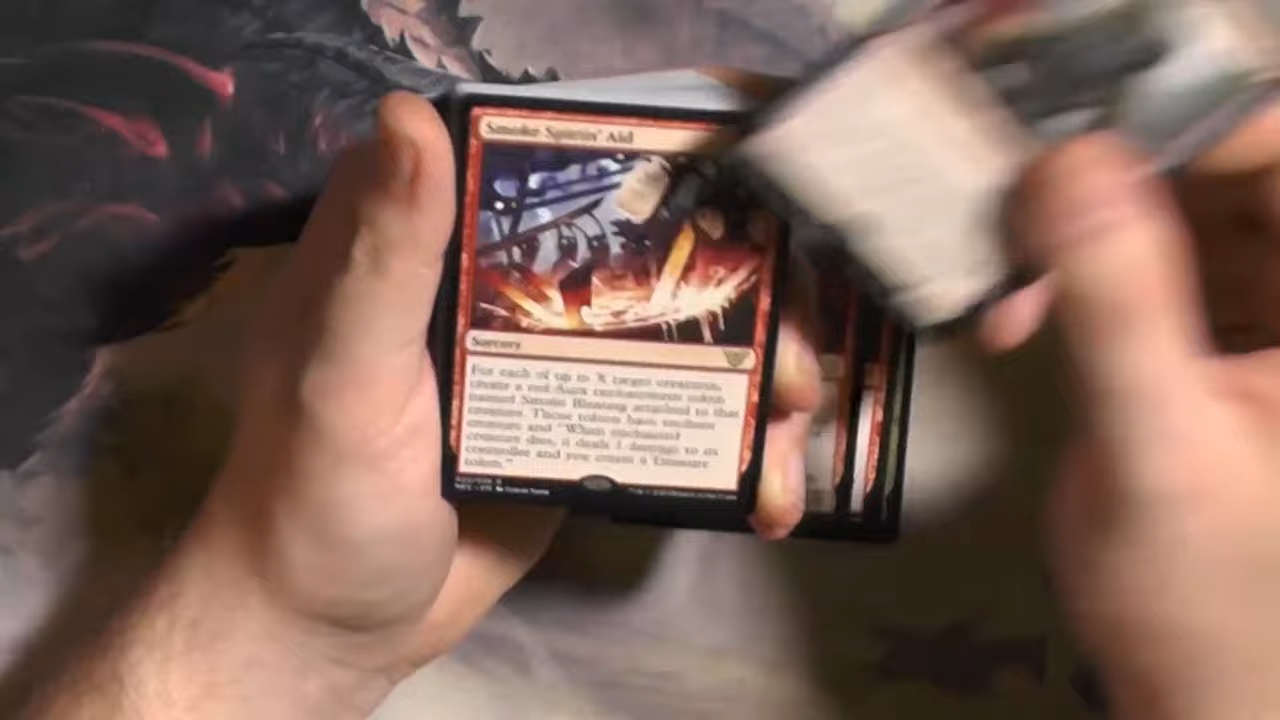 Smoke Spirits' Aid
Sorcery
For each of up to X target creatures,
create a red Aura enchantment token
named Smoke Blessing attached to that
creature. Those tokens have enchant
creature and "When enchanted
creature dies, it deals 1 damage to its
controller and you create a Treasure
token."